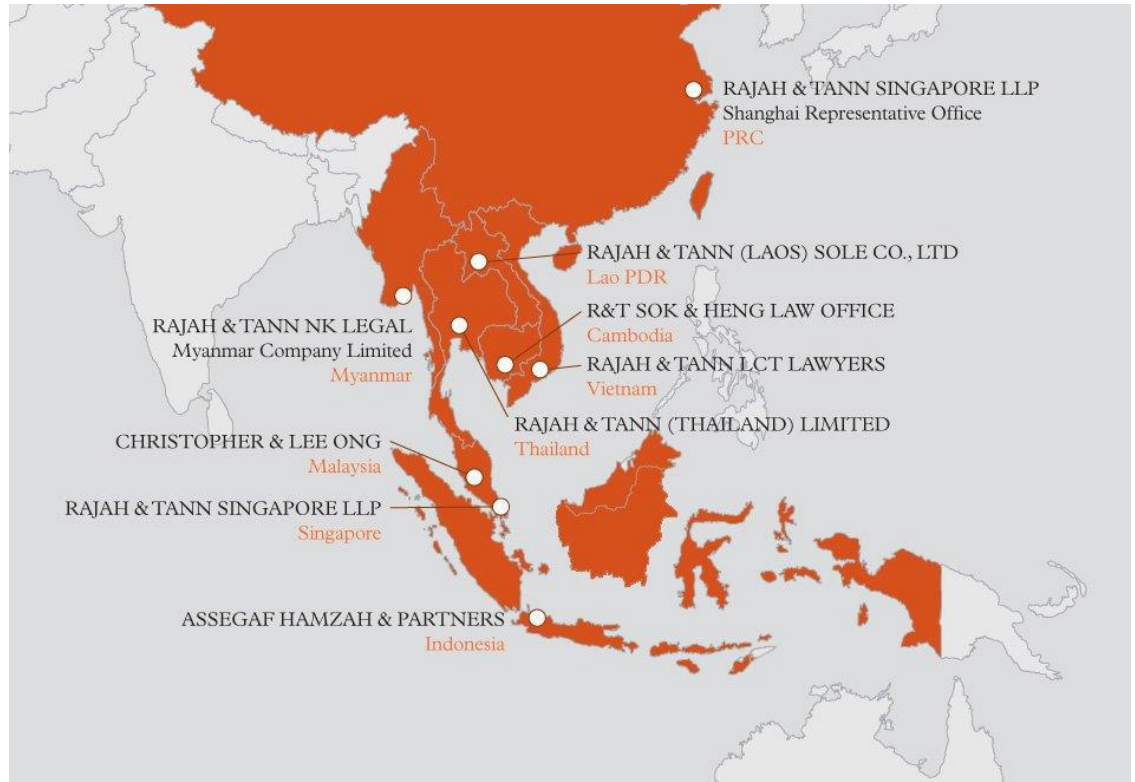 RAJAH & TANN SINGAPORE LLP
Shanghai Representative Office
PRC
RAJAH & TANN (LAOS) SOLE CO., LTD
Lao PDR
R&T SOK & HENG LAW OFFICE
Cambodia
RAJAH & TANN NK LEGAL
Myanmar Company Limited
Myanmar
RAJAH & TANN LCT LAWYERS
Vietnam
RAJAH & TANN (THAILAND) LIMITED
Thailand
CHRISTOPHER & LEE ONG
Malaysia
RAJAH & TANN SINGAPORE LLP
Singapore
ASSEGAF HAMZAH & PARTNERS
Indonesia